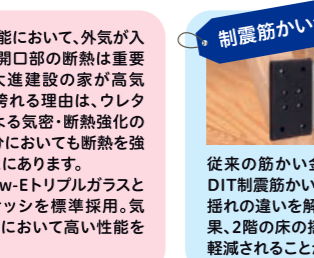 能において、外気が入
開口部の断熱は重要
大進建設の家が高気
誇れる理由は、ウレタ
よる気密・断熱強化の
分においても断熱を強
にあります。
w-Eトリプルガラスと
ッシを標準採用。気
において高い性能を
制震筋かい
従来の筋かい金
DIT制震筋かい
揺れの違いを解
果、2階の床の揺
軽減されることが